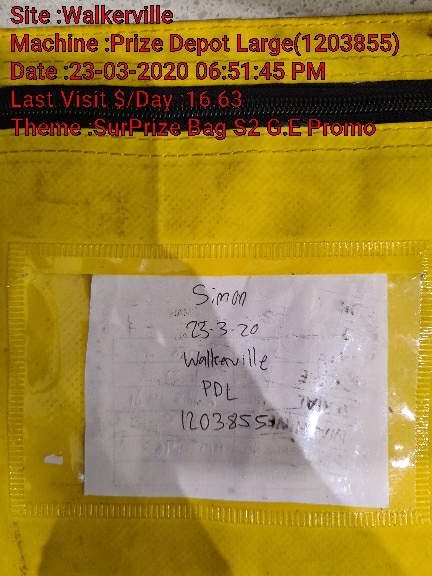 Site :Walkerville
Machine :Prize Depot Large(1203855)
Date :23-03-2020 06:51:45 PM
Last Visit $/Day :16.63
Theme :SurPrize Bag S2 G.E Promo
Simon
23-3-20
Walkerville
PDL
1203855